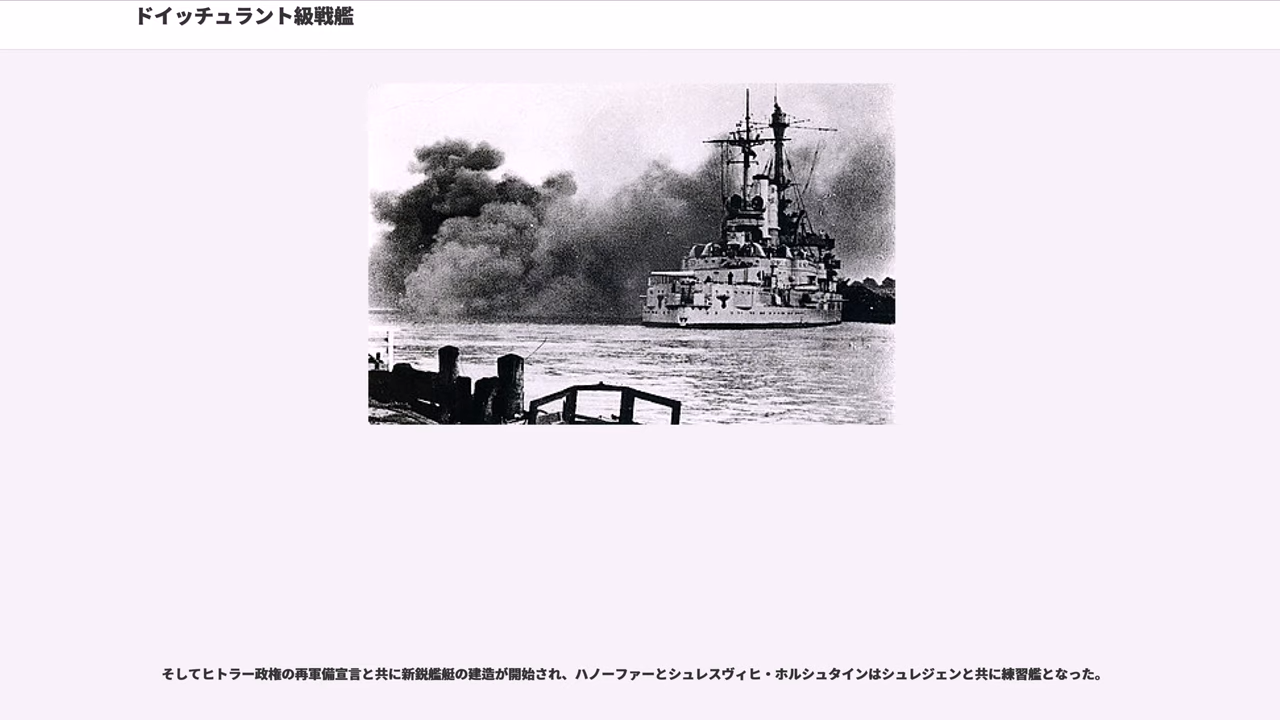 ドイッチュラント級戦艦
そしてヒトラー政権の再軍備宣言と共に新鋭艦艇の建造が開始され、ハノーファーとシュレスヴィヒ・ホルシュタインはシュレジェンと共に練習艦となった。